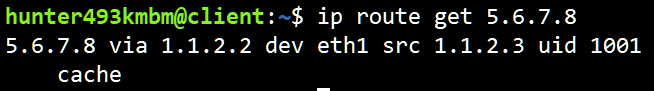 hunter493kmbm@client:~$ ip route get 5.6.7.8
5.6.7.8 via 1.1.2.2 dev eth1 src 1.1.2.3 uid 1001
    cache